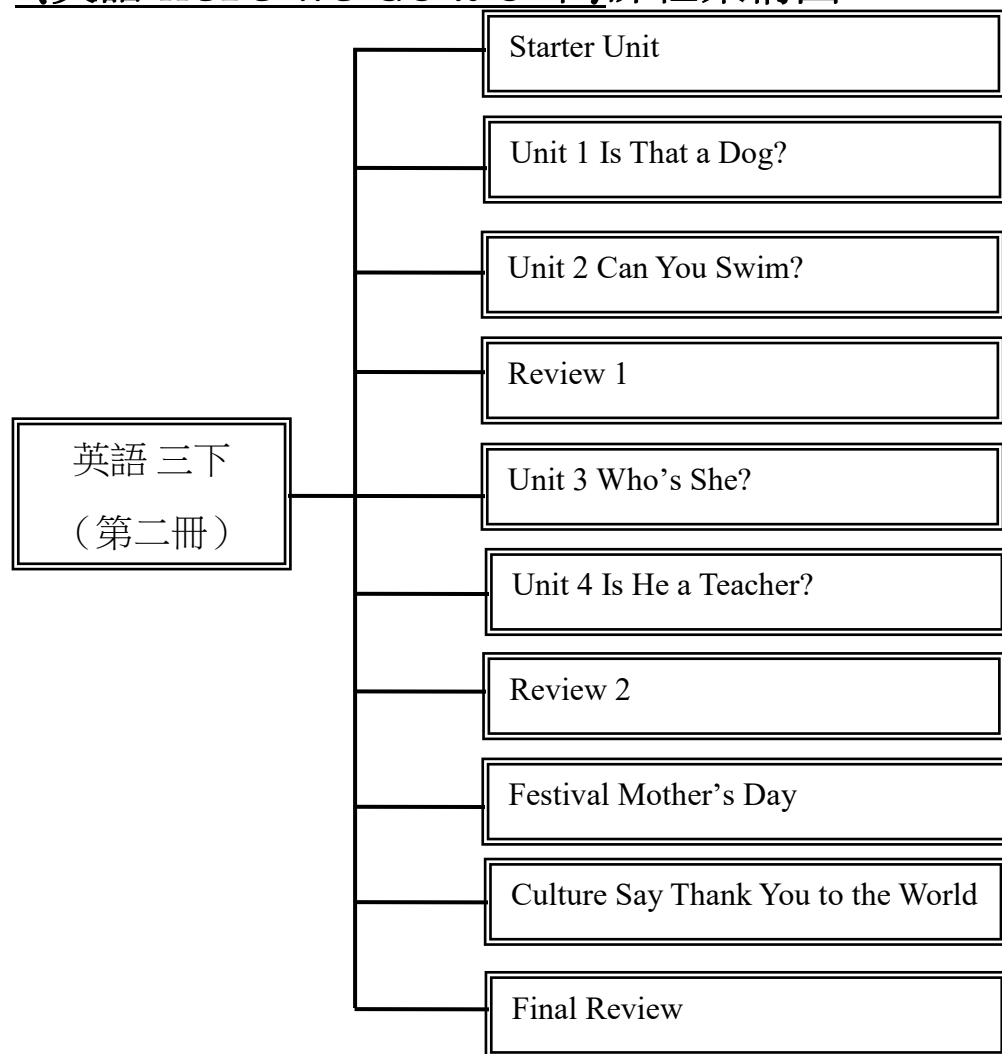 Starter Unit
Unit 1 Is That a Dog?
Unit 2 Can You Swim?
Review 1
英語 三下
（第二冊）
Unit 3 Who’s She?
Unit 4 Is He a Teacher?
Review 2
Festival Mother’s Day
Culture Say Thank You to the World
Final Review